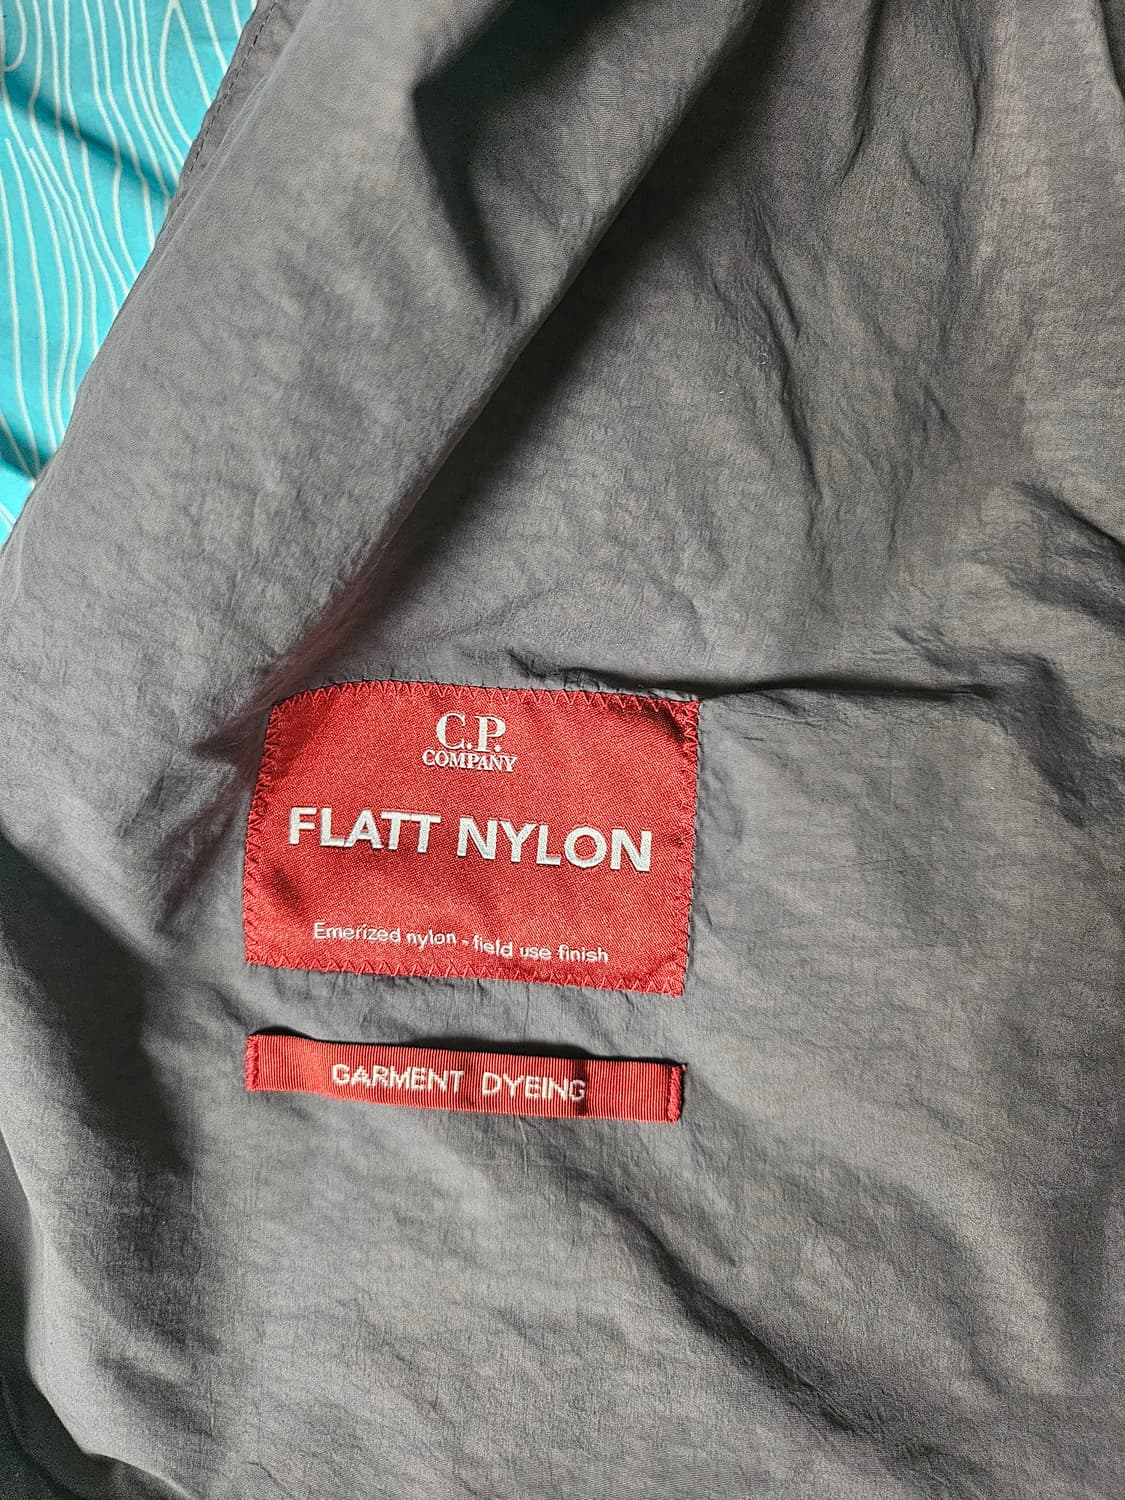 C.P.
COMPANY
FLATT NYLON
Emerized nylon - field use finish
GARMENT DYEING